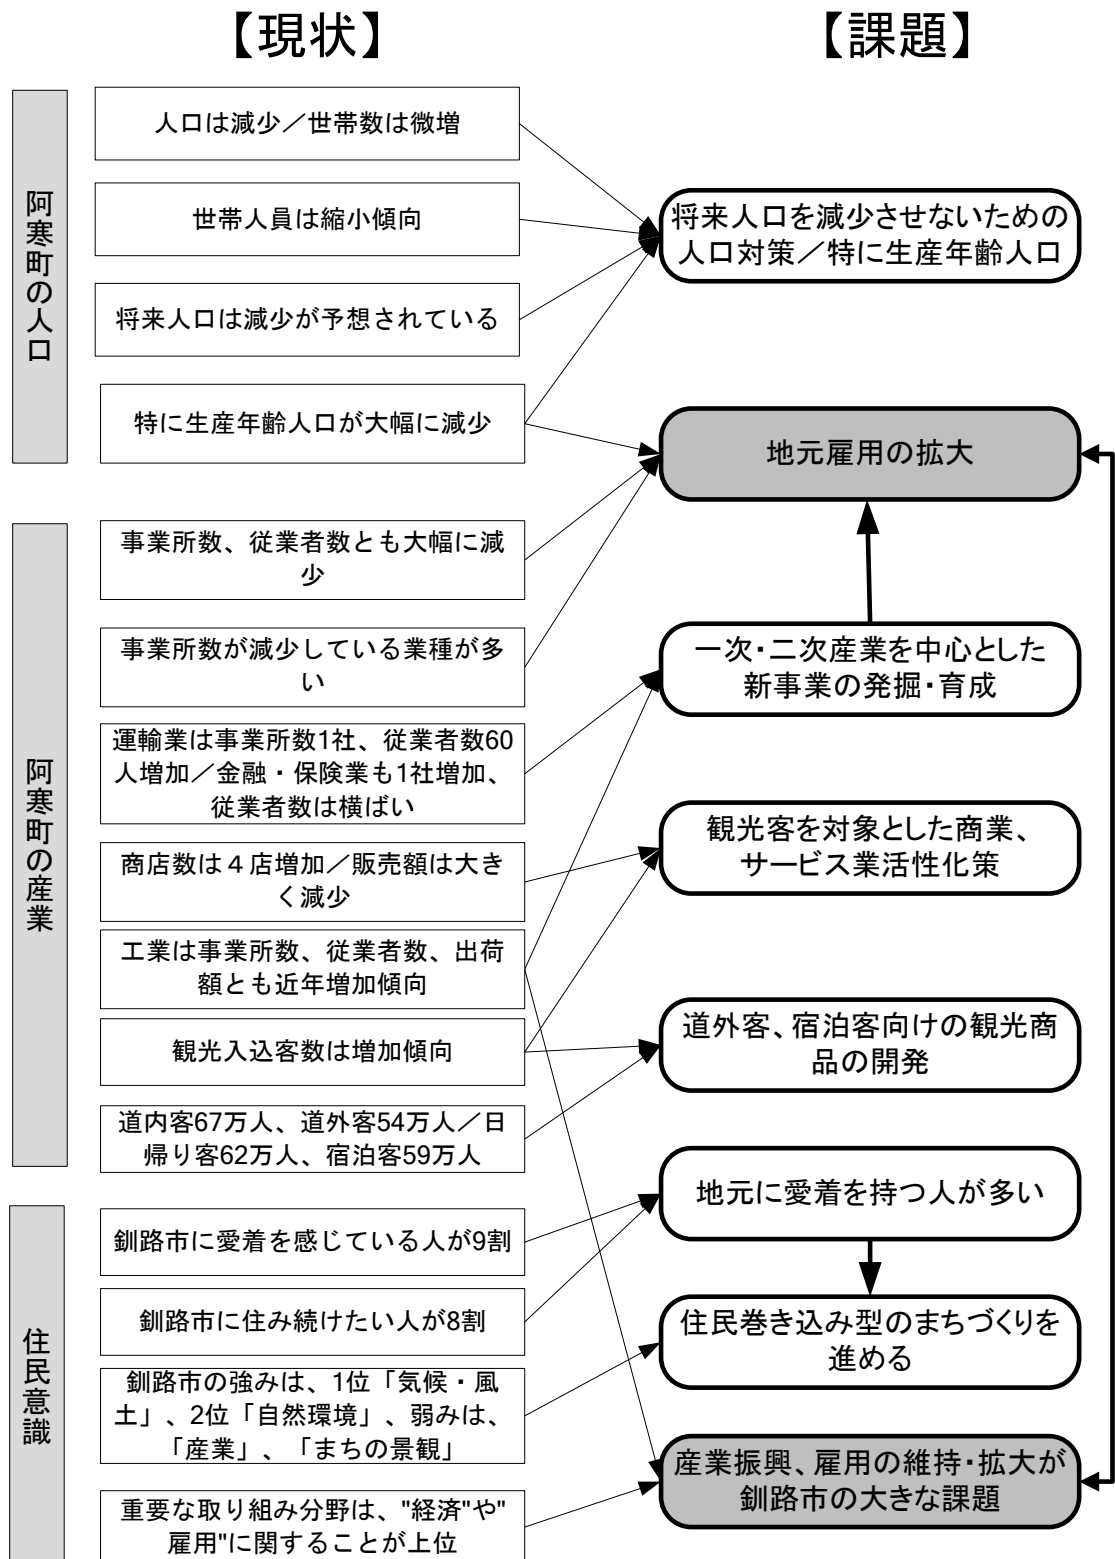 【現状】
【課題】
阿寒町の人口
人口は減少／世帯数は微増
世帯人員は縮小傾向
将来人口は減少が予想されている
特に生産年齢人口が大幅に減少
将来人口を減少させないための
人口対策／特に生産年齢人口
地元雇用の拡大
阿寒町の産業
事業所数、従業者数とも大幅に減
少
事業所数が減少している業種が多
い
運輸業は事業所数1社、従業者数60
人増加／金融・保険業も1社増加、
従業者数は横ばい
商店数は４店増加／販売額は大き
く減少
工業は事業所数、従業者数、出荷
額とも近年増加傾向
観光入込客数は増加傾向
道内客67万人、道外客54万人／日
帰り客62万人、宿泊客59万人
一次・二次産業を中心とした
新事業の発掘・育成
観光客を対象とした商業、
サービス業活性化策
道外客、宿泊客向けの観光商
品の開発
住民意識
釧路市に愛着を感じている人が9割
釧路市に住み続けたい人が8割
釧路市の強みは、1位「気候・風
土」、2位「自然環境」、弱みは、
「産業」、「まちの景観」
重要な取り組み分野は、"経済"や"
雇用"に関することが上位
地元に愛着を持つ人が多い
住民巻き込み型のまちづくりを
進める
産業振興、雇用の維持・拡大が
釧路市の大きな課題